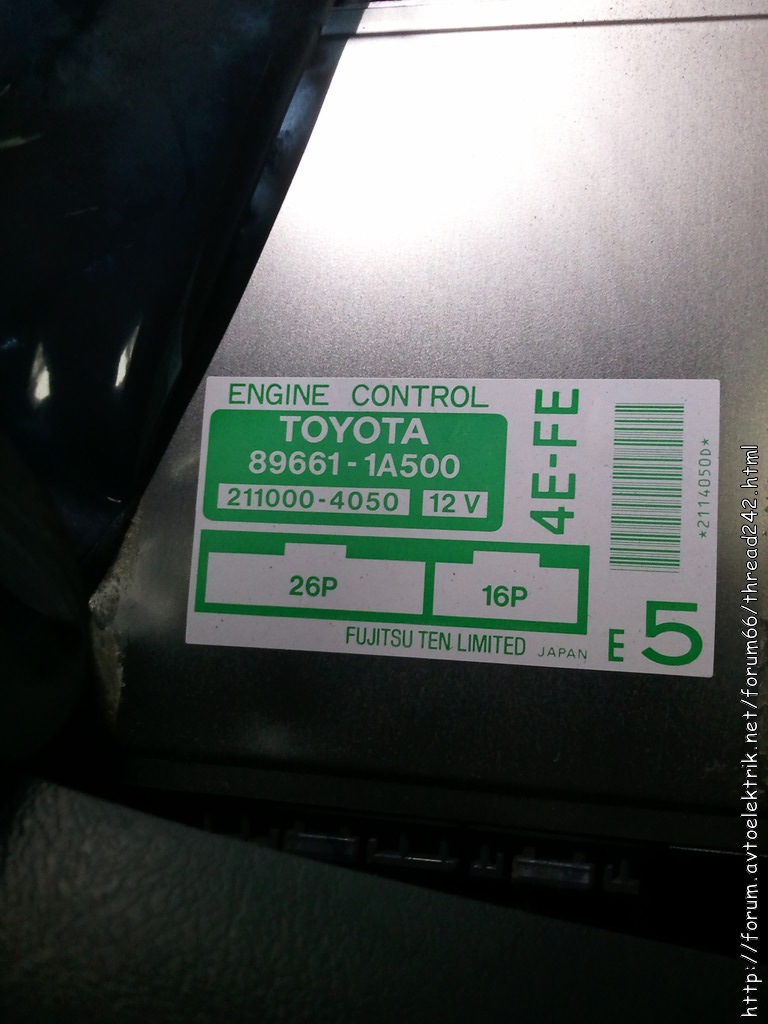 ENGINE CONTROL
TOYOTA
89661-1A500
211000-4050 12 V
4E-FE
*2114050D*
26P 16P
FUJITSU TEN LIMITED JAPAN
E 5
http://forum.avtoelektrik.net/forum66/thread242.html